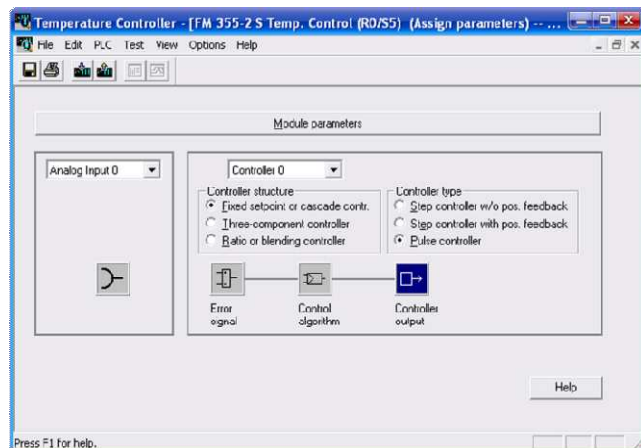 Temperature Controller - [FM 355-2 S Temp. Control (R0/S5) (Assign parameters) -- ...
File Edit PLC Test View Options Help
Module parameters
Analog Input 0
Controller 0
Controller structure
Fixed setpoint or cascade contr.
Three-component controller
Ratio or blending controller
Controller type
Step controller w/o pos. feedback
Step controller with pos. feedback
Pulse controller
Error signal
Control algorithm
Controller output
Help
Press F1 for help.